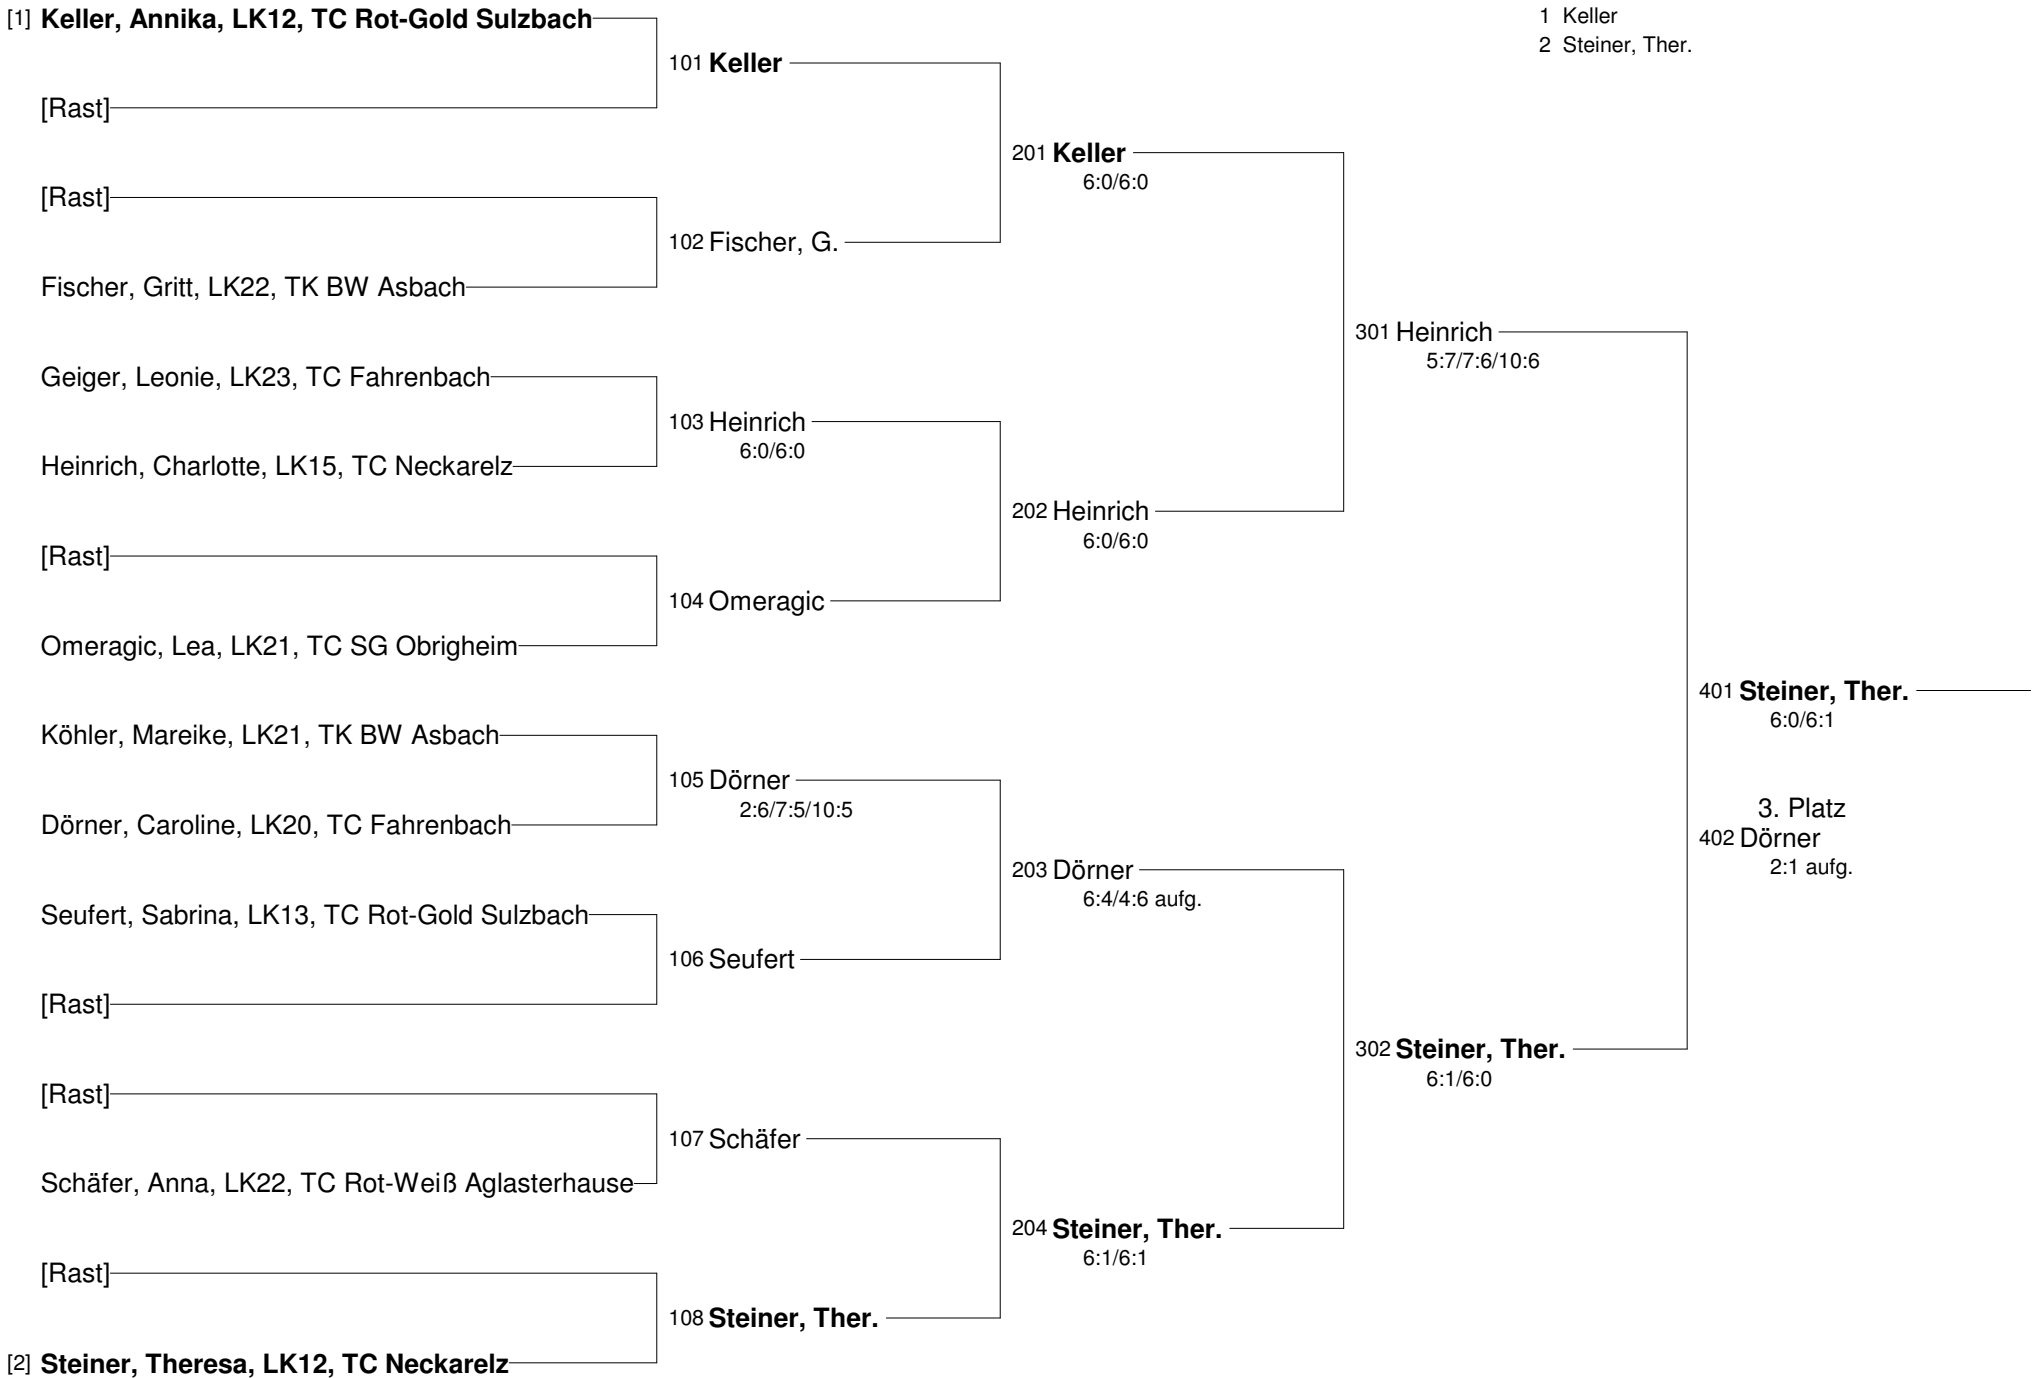 [1] Keller, Annika, LK12, TC Rot-Gold Sulzbach
[Rast]
[Rast]
Fischer, Gritt, LK22, TK BW Asbach
Geiger, Leonie, LK23, TC Fahrenbach
Heinrich, Charlotte, LK15, TC Neckarelz
[Rast]
Omeragic, Lea, LK21, TC SG Obrigheim
Köhler, Mareike, LK21, TK BW Asbach
Dörner, Caroline, LK20, TC Fahrenbach
Seufert, Sabrina, LK13, TC Rot-Gold Sulzbach
[Rast]
[Rast]
Schäfer, Anna, LK22, TC Rot-Weiß Aglasterhause
[Rast]
[2] Steiner, Theresa, LK12, TC Neckarelz
101 Keller
102 Fischer, G.
103 Heinrich
6:0/6:0
104 Omeragic
105 Dörner
2:6/7:5/10:5
106 Seufert
107 Schäfer
108 Steiner, Ther.
201 Keller
6:0/6:0
202 Heinrich
6:0/6:0
203 Dörner
6:4/4:6 aufg.
204 Steiner, Ther.
6:1/6:1
301 Heinrich
5:7/7:6/10:6
302 Steiner, Ther.
6:1/6:0
401 Steiner, Ther.
6:0/6:1
3. Platz
402 Dörner
2:1 aufg.
1 Keller
2 Steiner, Ther.